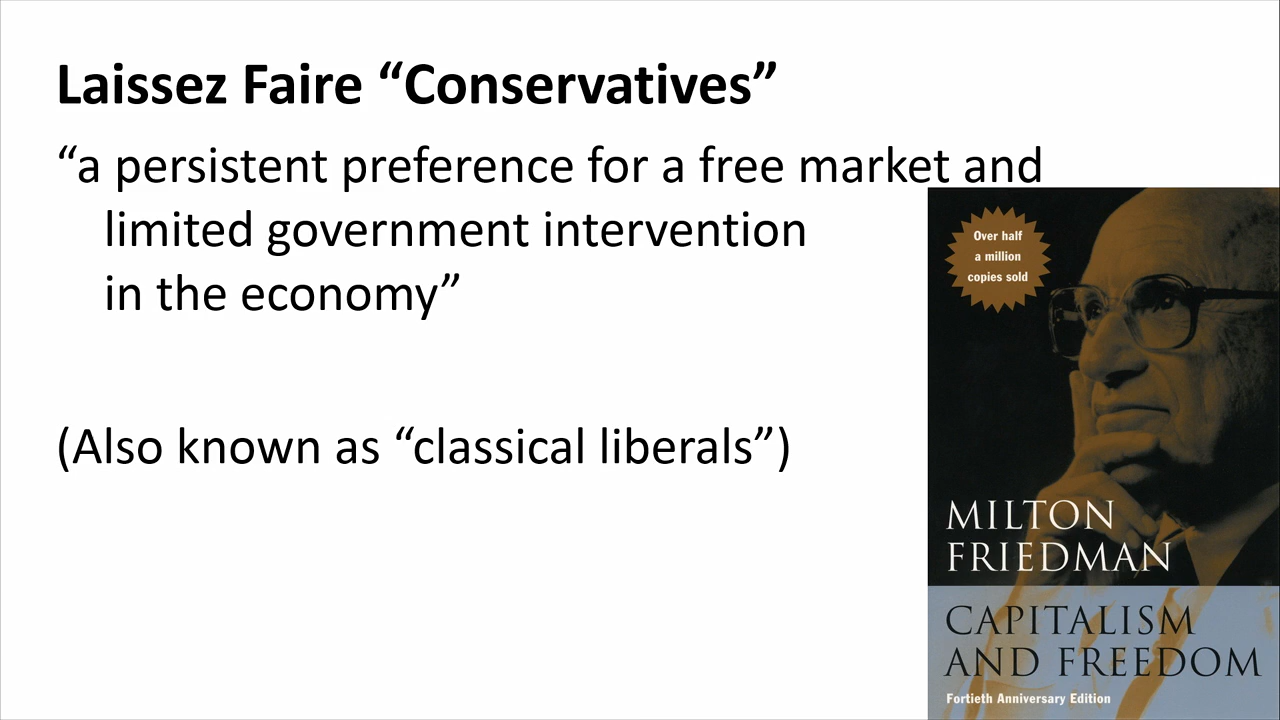 Laissez Faire “Conservatives”
“a persistent preference for a free market and
limited government intervention
in the economy”
(Also known as “classical liberals”)
Over half
a million
copies sold
MILTON
FRIEDMAN
CAPITALISM
AND FREEDOM
Fortieth Anniversary Edition